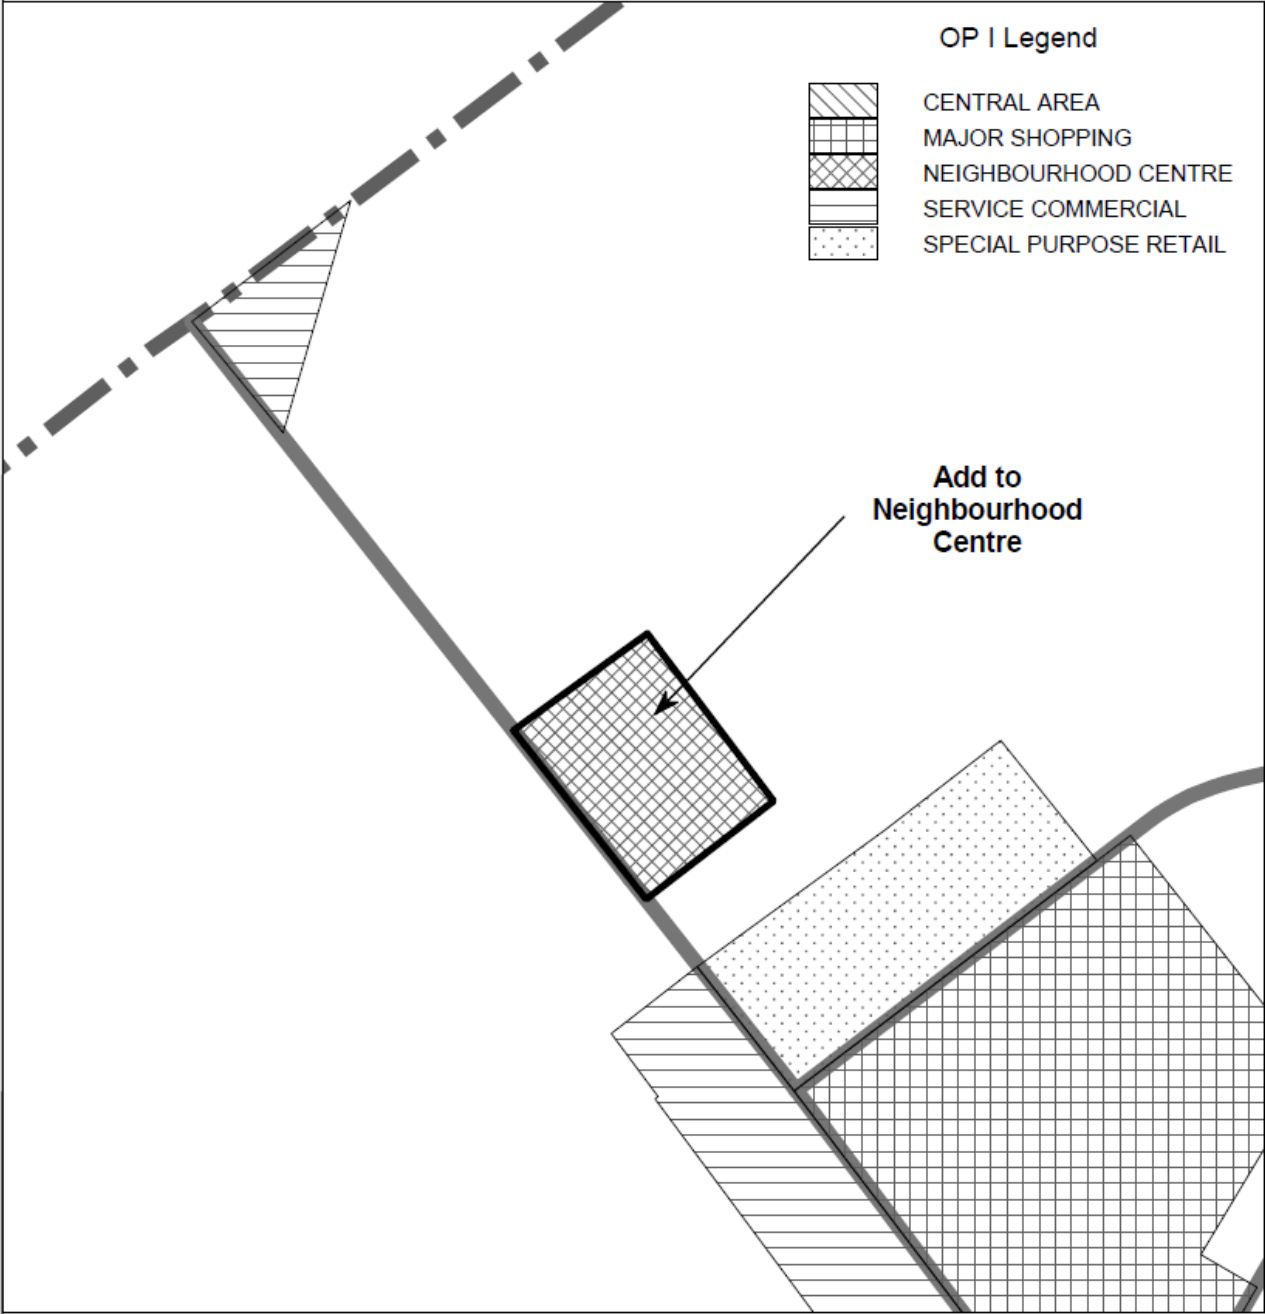 OP I Legend
CENTRAL AREA
MAJOR SHOPPING
NEIGHBOURHOOD CENTRE
SERVICE COMMERCIAL
SPECIAL PURPOSE RETAIL
Add to
Neighbourhood
Centre